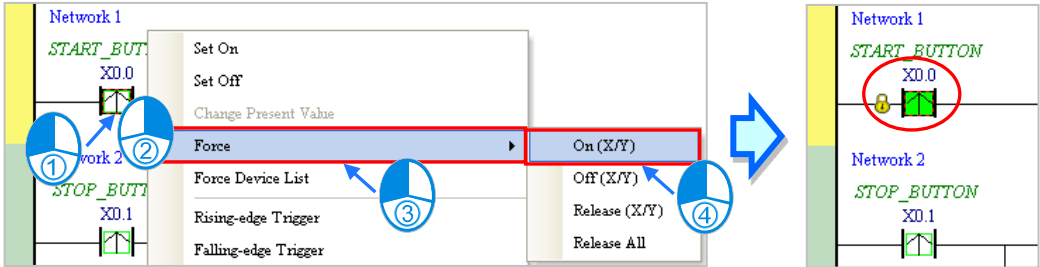 Network 1
START_BUT
X0.0
① ②
Network 2
STOP_BUTT
X0.1
Set On
Set Off
Change Present Value
Force
Force Device List
③
Rising-edge Trigger
Falling-edge Trigger
On (X/Y)
Off (X/Y)
Release (X/Y)
④
Release All
Network 1
START_BUTTON
X0.0
Network 2
STOP_BUTTON
X0.1